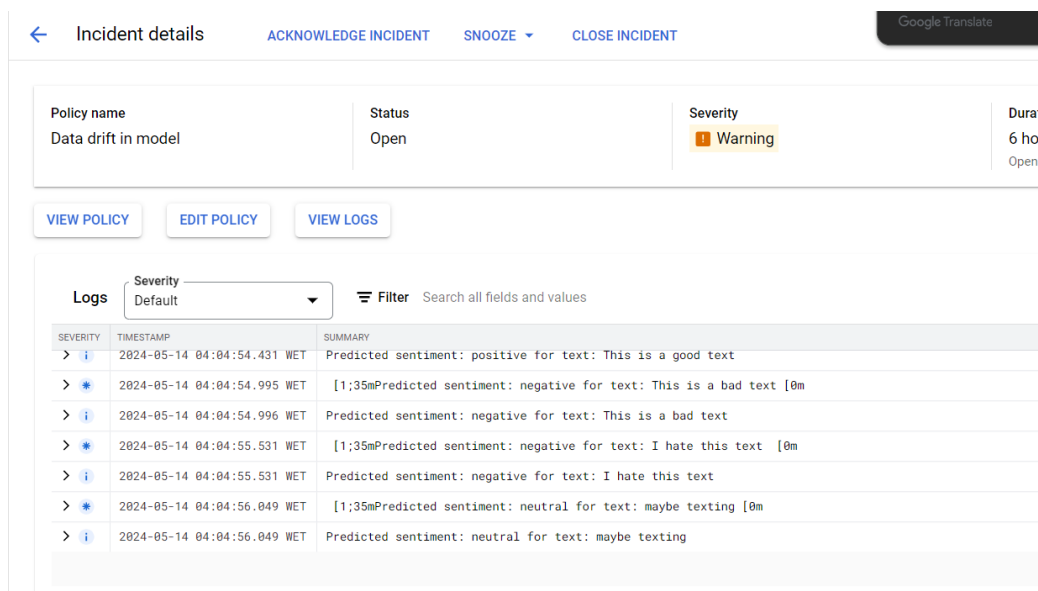 Google Translate
Incident details ACKNOWLEDGE INCIDENT SNOOZE CLOSE INCIDENT
Policy name Status Severity
Data drift in model Open Warning 6
Open
VIEW POLICY EDIT POLICY VIEW LOGS
Severity
Logs Default Filter Search all fields and values
SEVERITY TIMESTAMP SUMMARY
2024-05-14 04:04:54.431 WET Predicted sentiment: positive for text: This is a good text
2024-05-14 04:04:54.995 WET [1;35mPredicted sentiment: negative for text: This is a bad text [0m
2024-05-14 04:04:54.996 WET Predicted sentiment: negative for text: This is a bad text
2024-05-14 04:04:55.531 WET [1;35mPredicted sentiment: negative for text: I hate this text [0m
2024-05-14 04:04:55.531 WET Predicted sentiment: negative for text: I hate this text
2024-05-14 04:04:56.049 WET [1;35mPredicted sentiment: neutral for text: maybe texting [0m
2024-05-14 04:04:56.049 WET Predicted sentiment: neutral for text: maybe texting